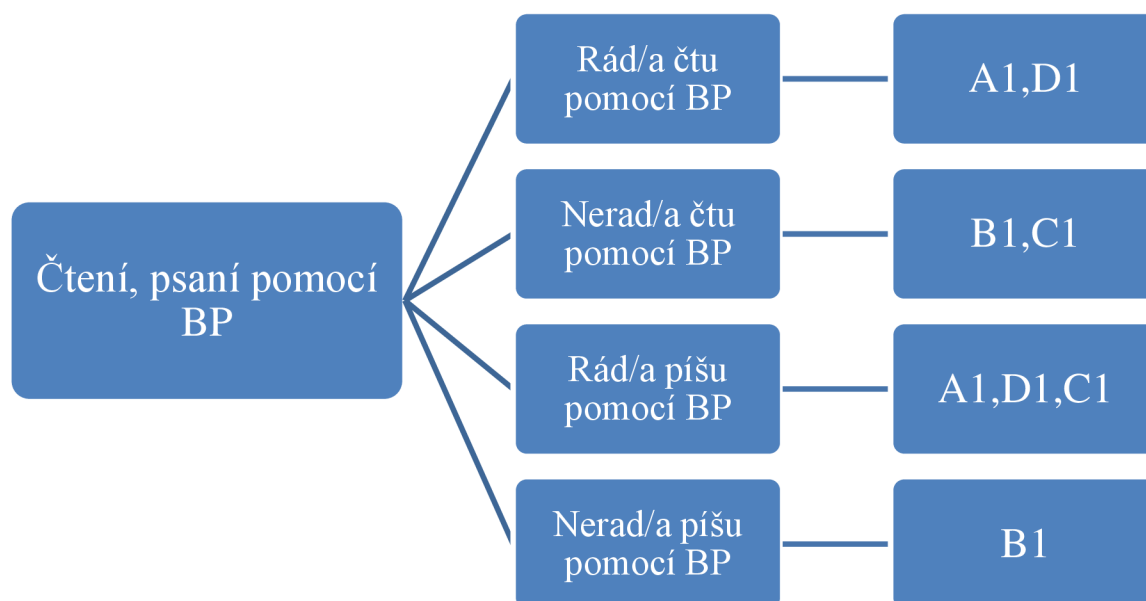 Čtení, psaní pomocí
BP
Rád/a čtu
pomocí BP
A1,D1
Nerad/a čtu
pomocí BP
B1,C1
Rád/a píšu
pomocí BP
A1,D1,C1
Nerad/a píšu
pomocí BP
B1